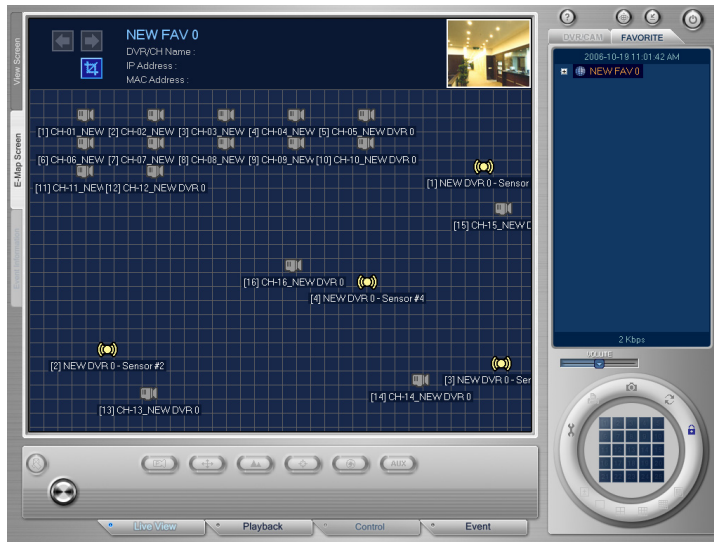 View Screen
E-Map Screen
NEW FAV 0
DVR/CH Name :
IP Address :
MAC Address :
[1] CH-01_NEW [2] CH-02_NEW [3] CH-03_NEW [4] CH-04_NEW [5] CH-05_NEW DVR 0
[6] CH-06_NEW [7] CH-07_NEW [8] CH-08_NEW [9] CH-09_NEW [10] CH-10_NEW DVR 0
[11] CH-11_NEW [12] CH-12_NEW DVR 0
[1] NEW DVR 0 - Sensor
[15] CH-15_NEW D
[16] CH-16_NEW DVR 0
[4] NEW DVR 0 - Sensor #4
[2] NEW DVR 0 - Sensor #2
[3] NEW DVR 0 - Ser
[14] CH-14_NEW DVR 0
[13] CH-13_NEW DVR 0
AUX
Live View
Playback
Control
Event
?
DVR/CAM
FAVORITE
2006-10-19 11:01:42 AM
NEW FAV 0
2 Kbps
VOLUME